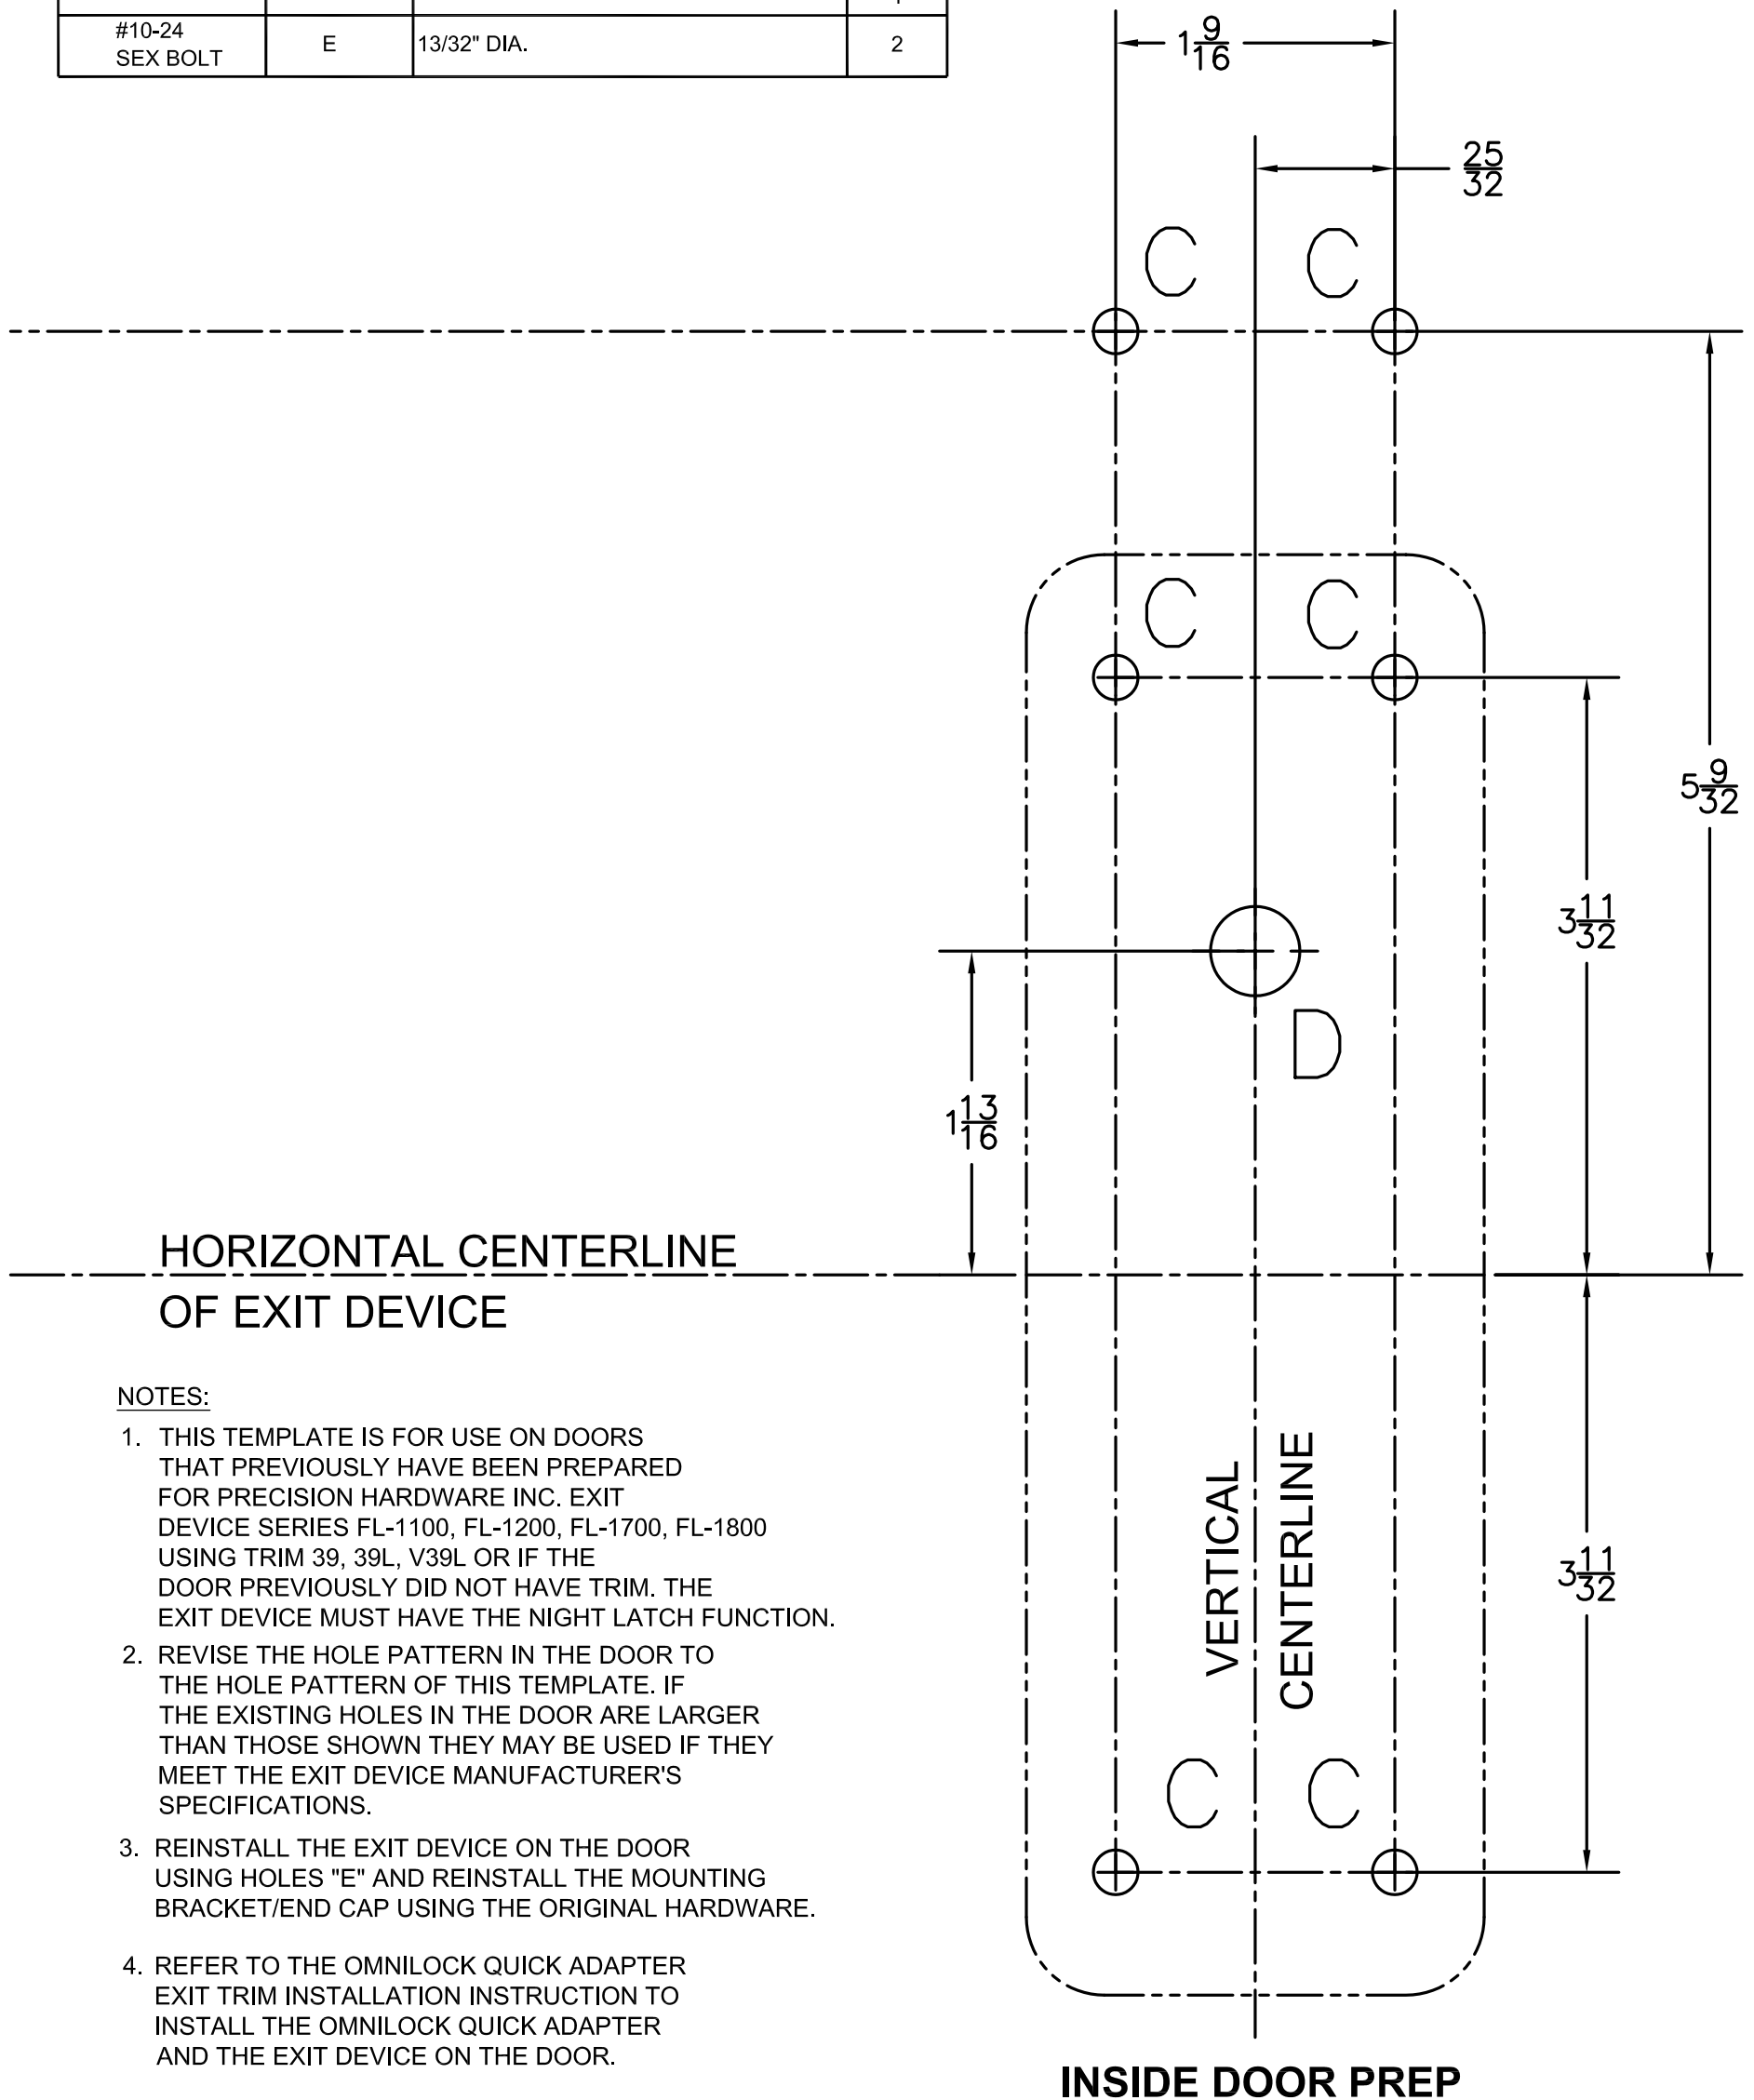 #10-24
SEX BOLT
E
13/32" DIA.
2
1 9/16
25/32
C C
C C
5 9/32
3 11/32
D
1 13/16
HORIZONTAL CENTERLINE
OF EXIT DEVICE
NOTES:
1. THIS TEMPLATE IS FOR USE ON DOORS
THAT PREVIOUSLY HAVE BEEN PREPARED
FOR PRECISION HARDWARE INC. EXIT
DEVICE SERIES FL-1100, FL-1200, FL-1700, FL-1800
USING TRIM 39, 39L, V39L OR IF THE
DOOR PREVIOUSLY DID NOT HAVE TRIM. THE
EXIT DEVICE MUST HAVE THE NIGHT LATCH FUNCTION.
2. REVISE THE HOLE PATTERN IN THE DOOR TO
THE HOLE PATTERN OF THIS TEMPLATE. IF
THE EXISTING HOLES IN THE DOOR ARE LARGER
THAN THOSE SHOWN THEY MAY BE USED IF THEY
MEET THE EXIT DEVICE MANUFACTURER'S
SPECIFICATIONS.
3. REINSTALL THE EXIT DEVICE ON THE DOOR
USING HOLES "E" AND REINSTALL THE MOUNTING
BRACKET/END CAP USING THE ORIGINAL HARDWARE.
4. REFER TO THE OMNILOCK QUICK ADAPTER
EXIT TRIM INSTALLATION INSTRUCTION TO
INSTALL THE OMNILOCK QUICK ADAPTER
AND THE EXIT DEVICE ON THE DOOR.
VERTICAL
CENTERLINE
3 11/32
C C
INSIDE DOOR PREP